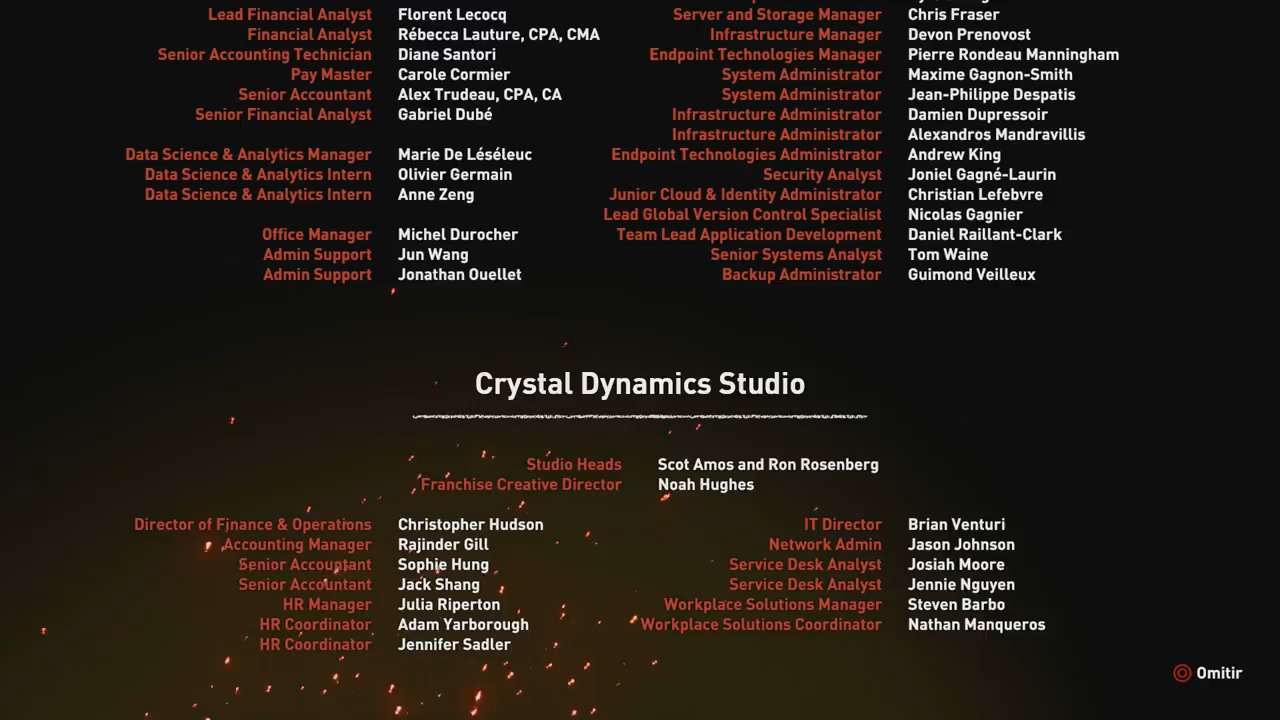 Lead Financial Analyst Florent Lecocq
Financial Analyst Rébecca Lauture, CPA, CMA
Senior Accounting Technician Diane Santori
Pay Master Carole Cormier
Senior Accountant Alex Trudeau, CPA, CA
Senior Financial Analyst Gabriel Dubé
Data Science & Analytics Manager Marie De Léséleuc
Data Science & Analytics Intern Olivier Germain
Data Science & Analytics Intern Anne Zeng
Office Manager Michel Durocher
Admin Support Jun Wang
Admin Support Jonathan Ouellet
Server and Storage Manager Chris Fraser
Infrastructure Manager Devon Prenovost
Endpoint Technologies Manager Pierre Rondeau Manningham
System Administrator Maxime Gagnon-Smith
System Administrator Jean-Philippe Despatis
Infrastructure Administrator Damien Dupressoir
Infrastructure Administrator Alexandros Mandravillis
Endpoint Technologies Administrator Andrew King
Security Analyst Joniel Gagné-Laurin
Junior Cloud & Identity Administrator Christian Lefebvre
Lead Global Version Control Specialist Nicolas Gagnier
Team Lead Application Development Daniel Raillant-Clark
Senior Systems Analyst Tom Waine
Backup Administrator Guimond Veilleux
Crystal Dynamics Studio
Studio Heads Scot Amos and Ron Rosenberg
Franchise Creative Director Noah Hughes
Director of Finance & Operations Christopher Hudson
Accounting Manager Rajinder Gill
Senior Accountant Sophie Hung
Senior Accountant Jack Shang
HR Manager Julia Riperton
HR Coordinator Adam Yarborough
HR Coordinator Jennifer Sadler
IT Director Brian Venturi
Network Admin Jason Johnson
Service Desk Analyst Josiah Moore
Service Desk Analyst Jennie Nguyen
Workplace Solutions Manager Steven Barbo
Workplace Solutions Coordinator Nathan Manqueros
Omitir